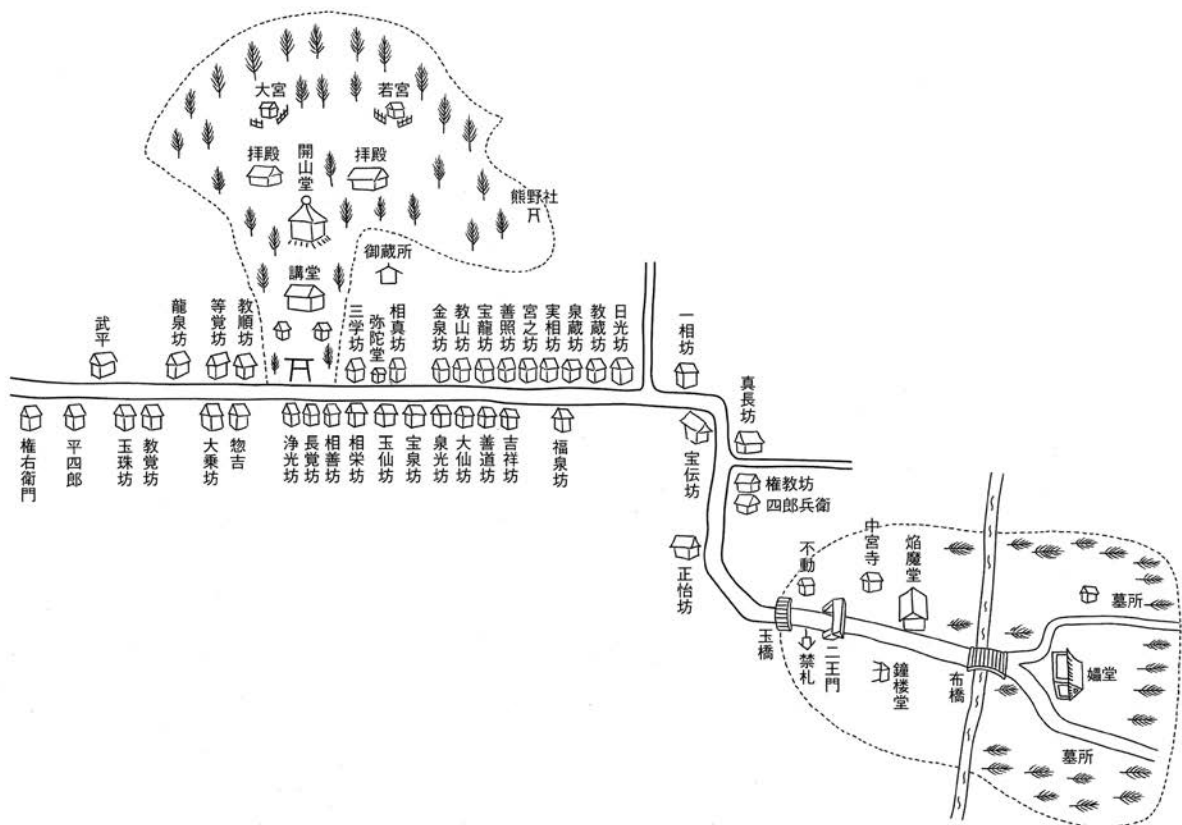 大宮
若宮
拝殿
開山堂
拝殿
熊野社
御蔵所
講堂
武平
龍泉坊
等覚坊
教順坊
三学坊
弥陀堂
相真坊
金泉坊
教山坊
宝龍坊
善照坊
宮之坊
実相坊
泉蔵坊
教蔵坊
日光坊
一相坊
真長坊
権右衛門
平四郎
玉珠坊
教覚坊
大乗坊
惣吉
浄光坊
長覚坊
相善坊
相栄坊
玉仙坊
宝泉坊
泉光坊
大仙坊
善道坊
吉祥坊
福泉坊
宝伝坊
権教坊
四郎兵衛
正怡坊
不動
中宮寺
焔魔堂
玉橋
禁札
二王門
鐘楼堂
布橋
墓所
嬶堂
墓所